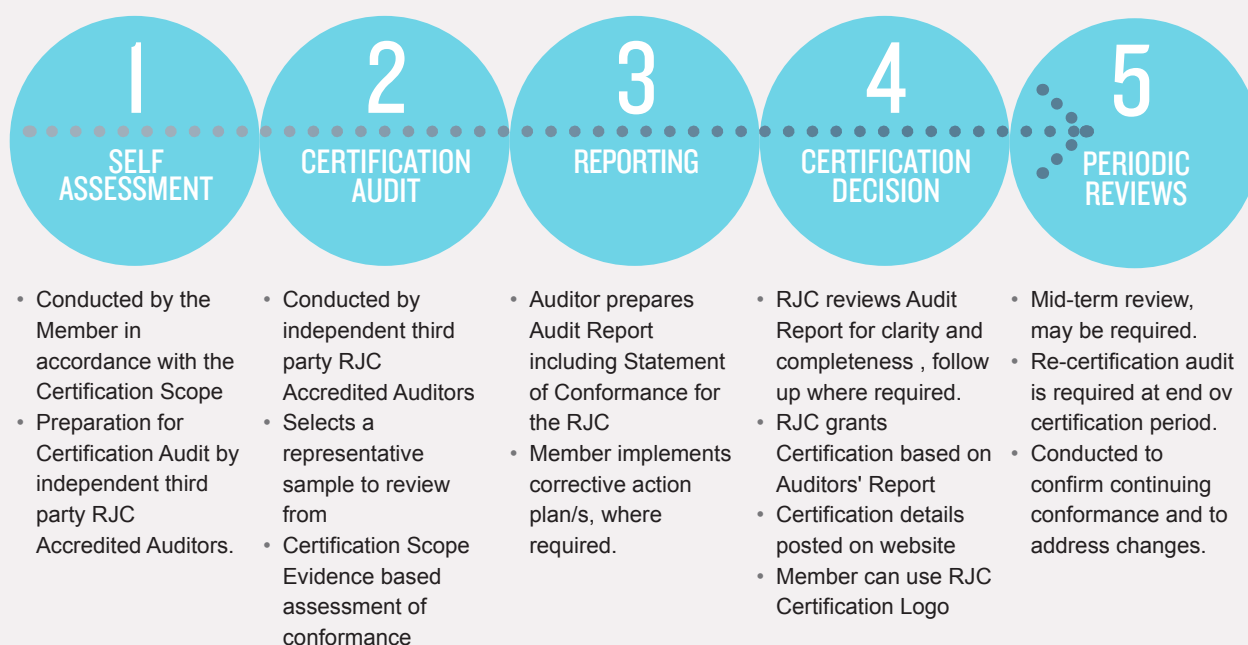 1
SELF
ASSESSMENT
• Conducted by the
Member in
accordance with the
Certification Scope
• Preparation for
Certification Audit by
independent third
party RJC
Accredited Auditors.
2
CERTIFICATION
AUDIT
• Conducted by
independent third
party RJC
Accredited Auditors
• Selects a
representative
sample to review
from
• Certification Scope
Evidence based
assessment of
conformance
3
REPORTING
• Auditor prepares
Audit Report
including Statement
of Conformance for
the RJC
• Member implements
corrective action
plan/s, where
required.
4
CERTIFICATION
DECISION
• RJC reviews Audit
Report for clarity and
completeness , follow
up where required.
• RJC grants
Certification based on
Auditors' Report
• Certification details
posted on website
• Member can use RJC
Certification Logo
5
PERIODIC
REVIEWS
• Mid-term review,
may be required.
• Re-certification audit
is required at end ov
certification period.
• Conducted to
confirm continuing
conformance and to
address changes.